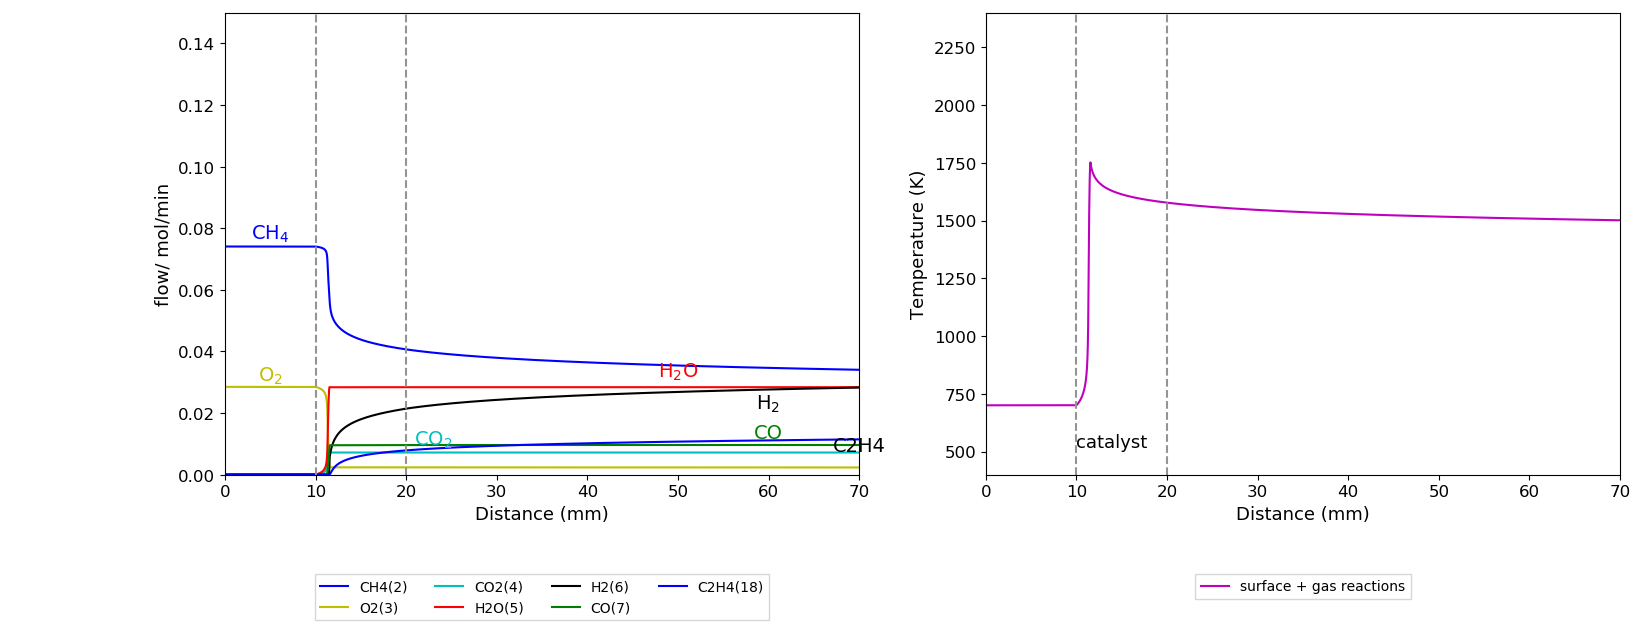 0.14
0.12
0.10
0.08
0.06
0.04
0.02
0.00
flow/ mol/min
CH₄
O₂
CO₂
H₂O
H₂
CO
C2H4
0 10 20 30 40 50 60 70
Distance (mm)
CH4(2) CO2(4) H2(6) C2H4(18)
O2(3) H2O(5) CO(7)
2250
2000
1750
1500
1250
1000
750
500
Temperature (K)
catalyst
0 10 20 30 40 50 60 70
Distance (mm)
surface + gas reactions